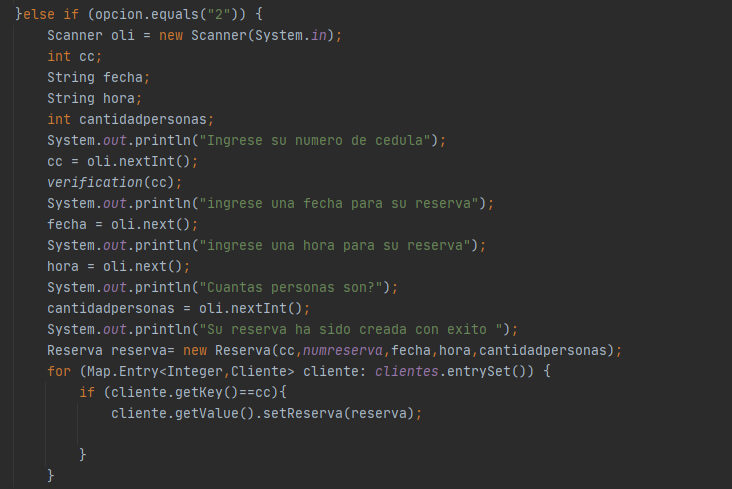 }else if (opcion.equals("2")) {
Scanner oli = new Scanner(System.in);
int cc;
String fecha;
String hora;
int cantidadpersonas;
System.out.println("Ingrese su numero de cedula");
cc = oli.nextInt();
verification(cc);
System.out.println("ingrese una fecha para su reserva");
fecha = oli.next();
System.out.println("ingrese una hora para su reserva");
hora = oli.next();
System.out.println("Cuantas personas son?");
cantidadpersonas = oli.nextInt();
System.out.println("Su reserva ha sido creada con exito ");
Reserva reserva= new Reserva(cc,numreserva,fecha,hora,cantidadpersonas);
for (Map.Entry<Integer,Cliente> cliente: clientes.entrySet()) {
if (cliente.getKey()==cc){
cliente.getValue().setReserva(reserva);
}
}